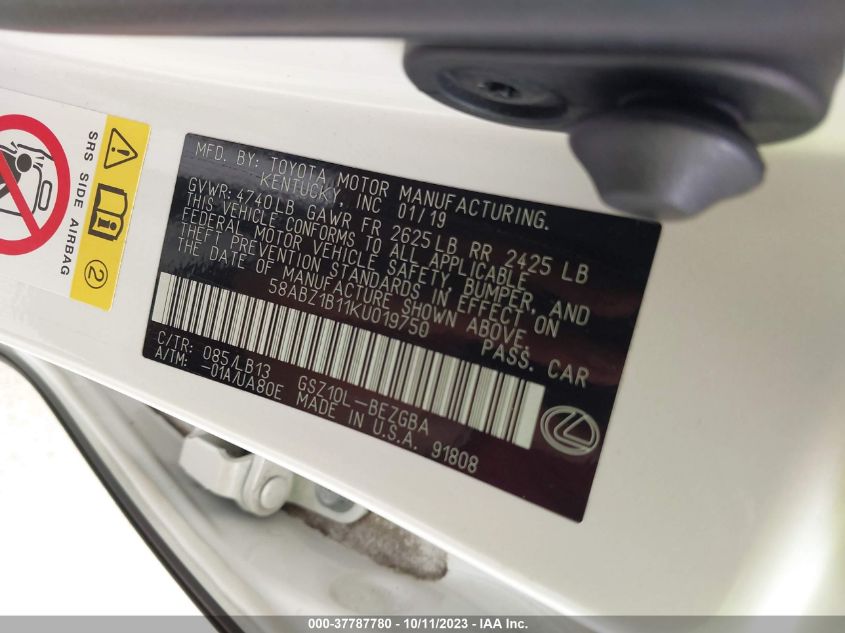 SRS SIDE AIRBAG
2
MFD. BY: TOYOTA MOTOR MANUFACTURING.
KENTUCKY, INC 01/19
GVWR: 4740LB GAWR FR 2625LB RR 2425 LB
THIS VEHICLE CONFORMS TO ALL APPLICABLE
FEDERAL MOTOR VEHICLE SAFETY, BUMPER, AND
THEFT PREVENTION STANDARDS IN EFFECT ON
THE DATE OF MANUFACTURE SHOWN ABOVE.
58ABZ1B11KU019750
PASS. CAR
C/TR: 085/LB13 GSZ10L-BEZGBA
A/TM: -01A/UA80E MADE IN U.S.A. 91808
000-37787780 - 10/11/2023 - IAA Inc.